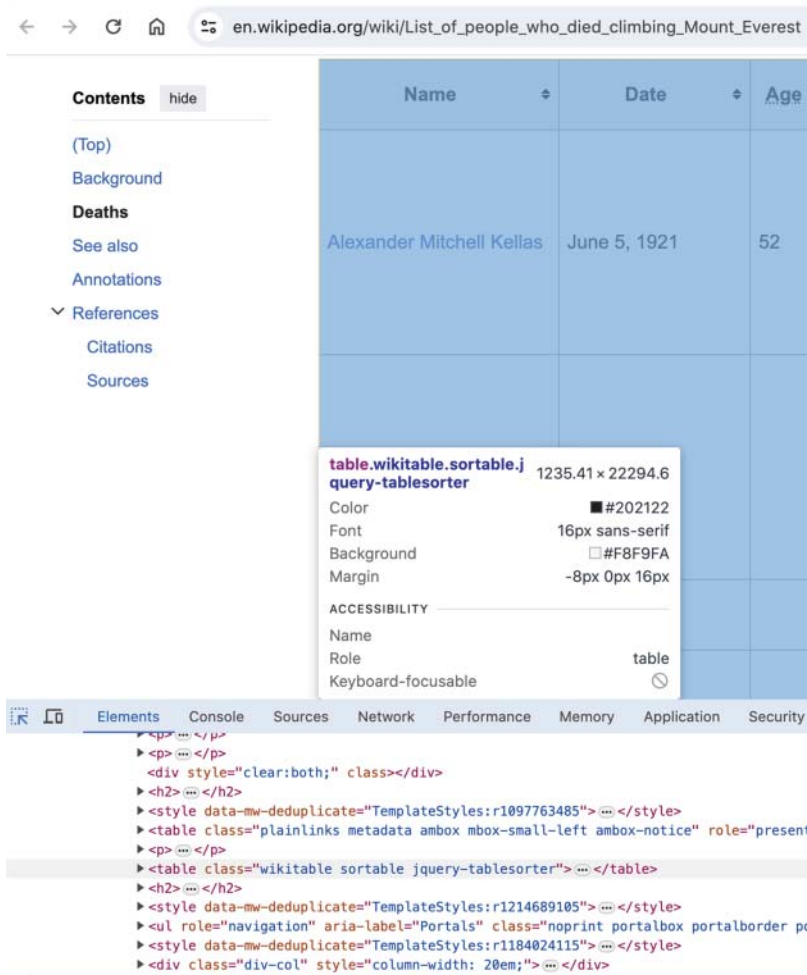 en.wikipedia.org/wiki/List_of_people_who_died_climbing_Mount_Everest
Contents hide
(Top)
Background
Deaths
See also
Annotations
References
Citations
Sources
Name Date Age
Alexander Mitchell Kellas June 5, 1921 52
table.wikitable.sortable.j
query-tablesorter 1235.41 × 22294.6
Color #202122
Font 16px sans-serif
Background #F8F9FA
Margin -8px 0px 16px
ACCESSIBILITY
Name
Role table
Keyboard-focusable
Elements Console Sources Network Performance Memory Application Security
<p>…</p>
<p>…</p>
<div style="clear:both;" class></div>
<h2>…</h2>
<style data-mw-deduplicate="TemplateStyles:r1097763485">…</style>
<table class="plainlinks metadata ambox mbox-small-left ambox-notice" role="present
<p>…</p>
<table class="wikitable sortable jquery-tablesorter">…</table>
<h2>…</h2>
<style data-mw-deduplicate="TemplateStyles:r1214689105">…</style>
<ul role="navigation" aria-label="Portals" class="noprint portalbox portalborder po
<style data-mw-deduplicate="TemplateStyles:r1184024115">…</style>
<div class="div-col" style="column-width: 20em;">…</div>